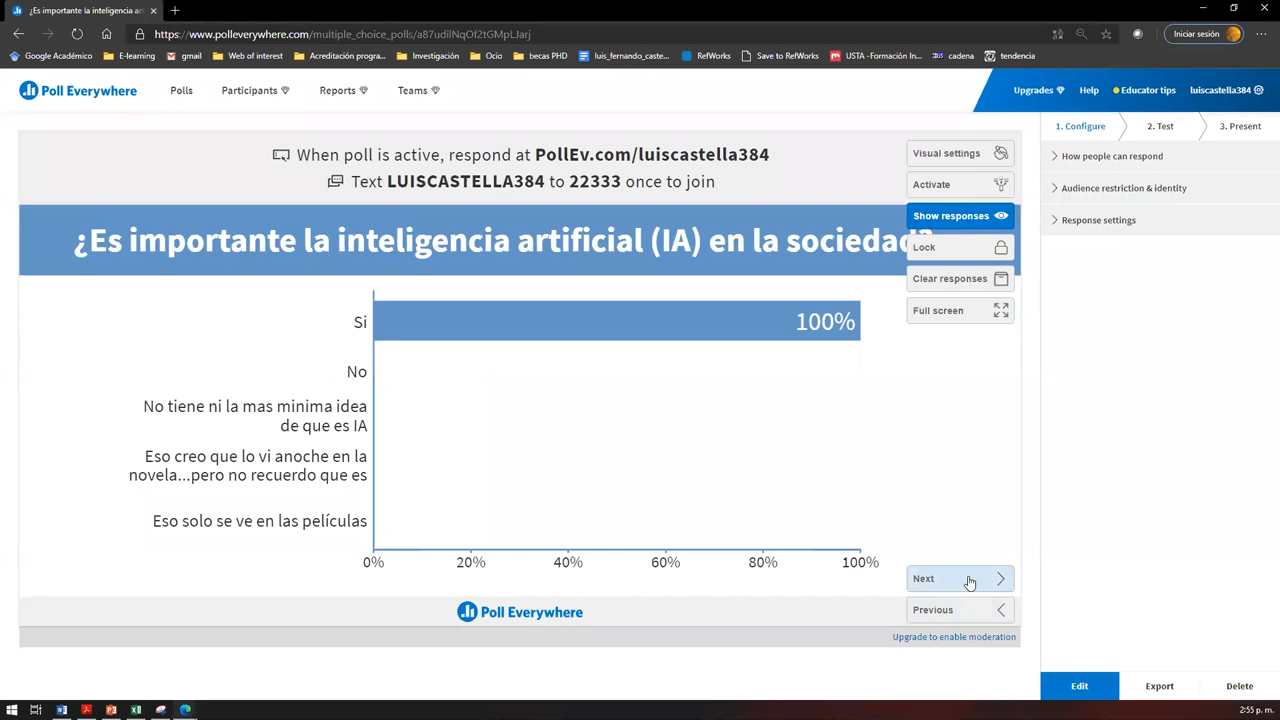 ¿Es importante la inteligencia ar
https://www.polleverywhere.com/multiple_choice_polls/a87udilNqOf2tGMpLJarj
Iniciar sesión
Google Académico
E-learning
gmail
Web of interest
Acreditación progra...
Ocio
Investigación
becas PHD
luis_fernando_caste...
RefWorks
Save to RefWorks
USTA -Formación In...
cadena
tendencia
Poll Everywhere
Polls
Participants
Reports
Teams
Upgrades
Help
Educator tips
luiscastella384
1. Configure
2. Test
3. Present
When poll is active, respond at PollEv.com/luiscastella384
Text LUISCASTELLA384 to 22333 once to join
¿Es importante la inteligencia artificial (IA) en la sociedad?
Visual settings
Activate
Show responses
Lock
Clear responses
Full screen
How people can respond
Audience restriction & identity
Response settings
Si
100%
No
No tiene ni la mas minima idea
de que es IA
Eso creo que lo vi anoche en la
novela...pero no recuerdo que es
Eso solo se ve en las películas
0%
20%
40%
60%
80%
100%
Next
Previous
Poll Everywhere
Upgrade to enable moderation
Edit
Export
Delete
2:55 p. m.